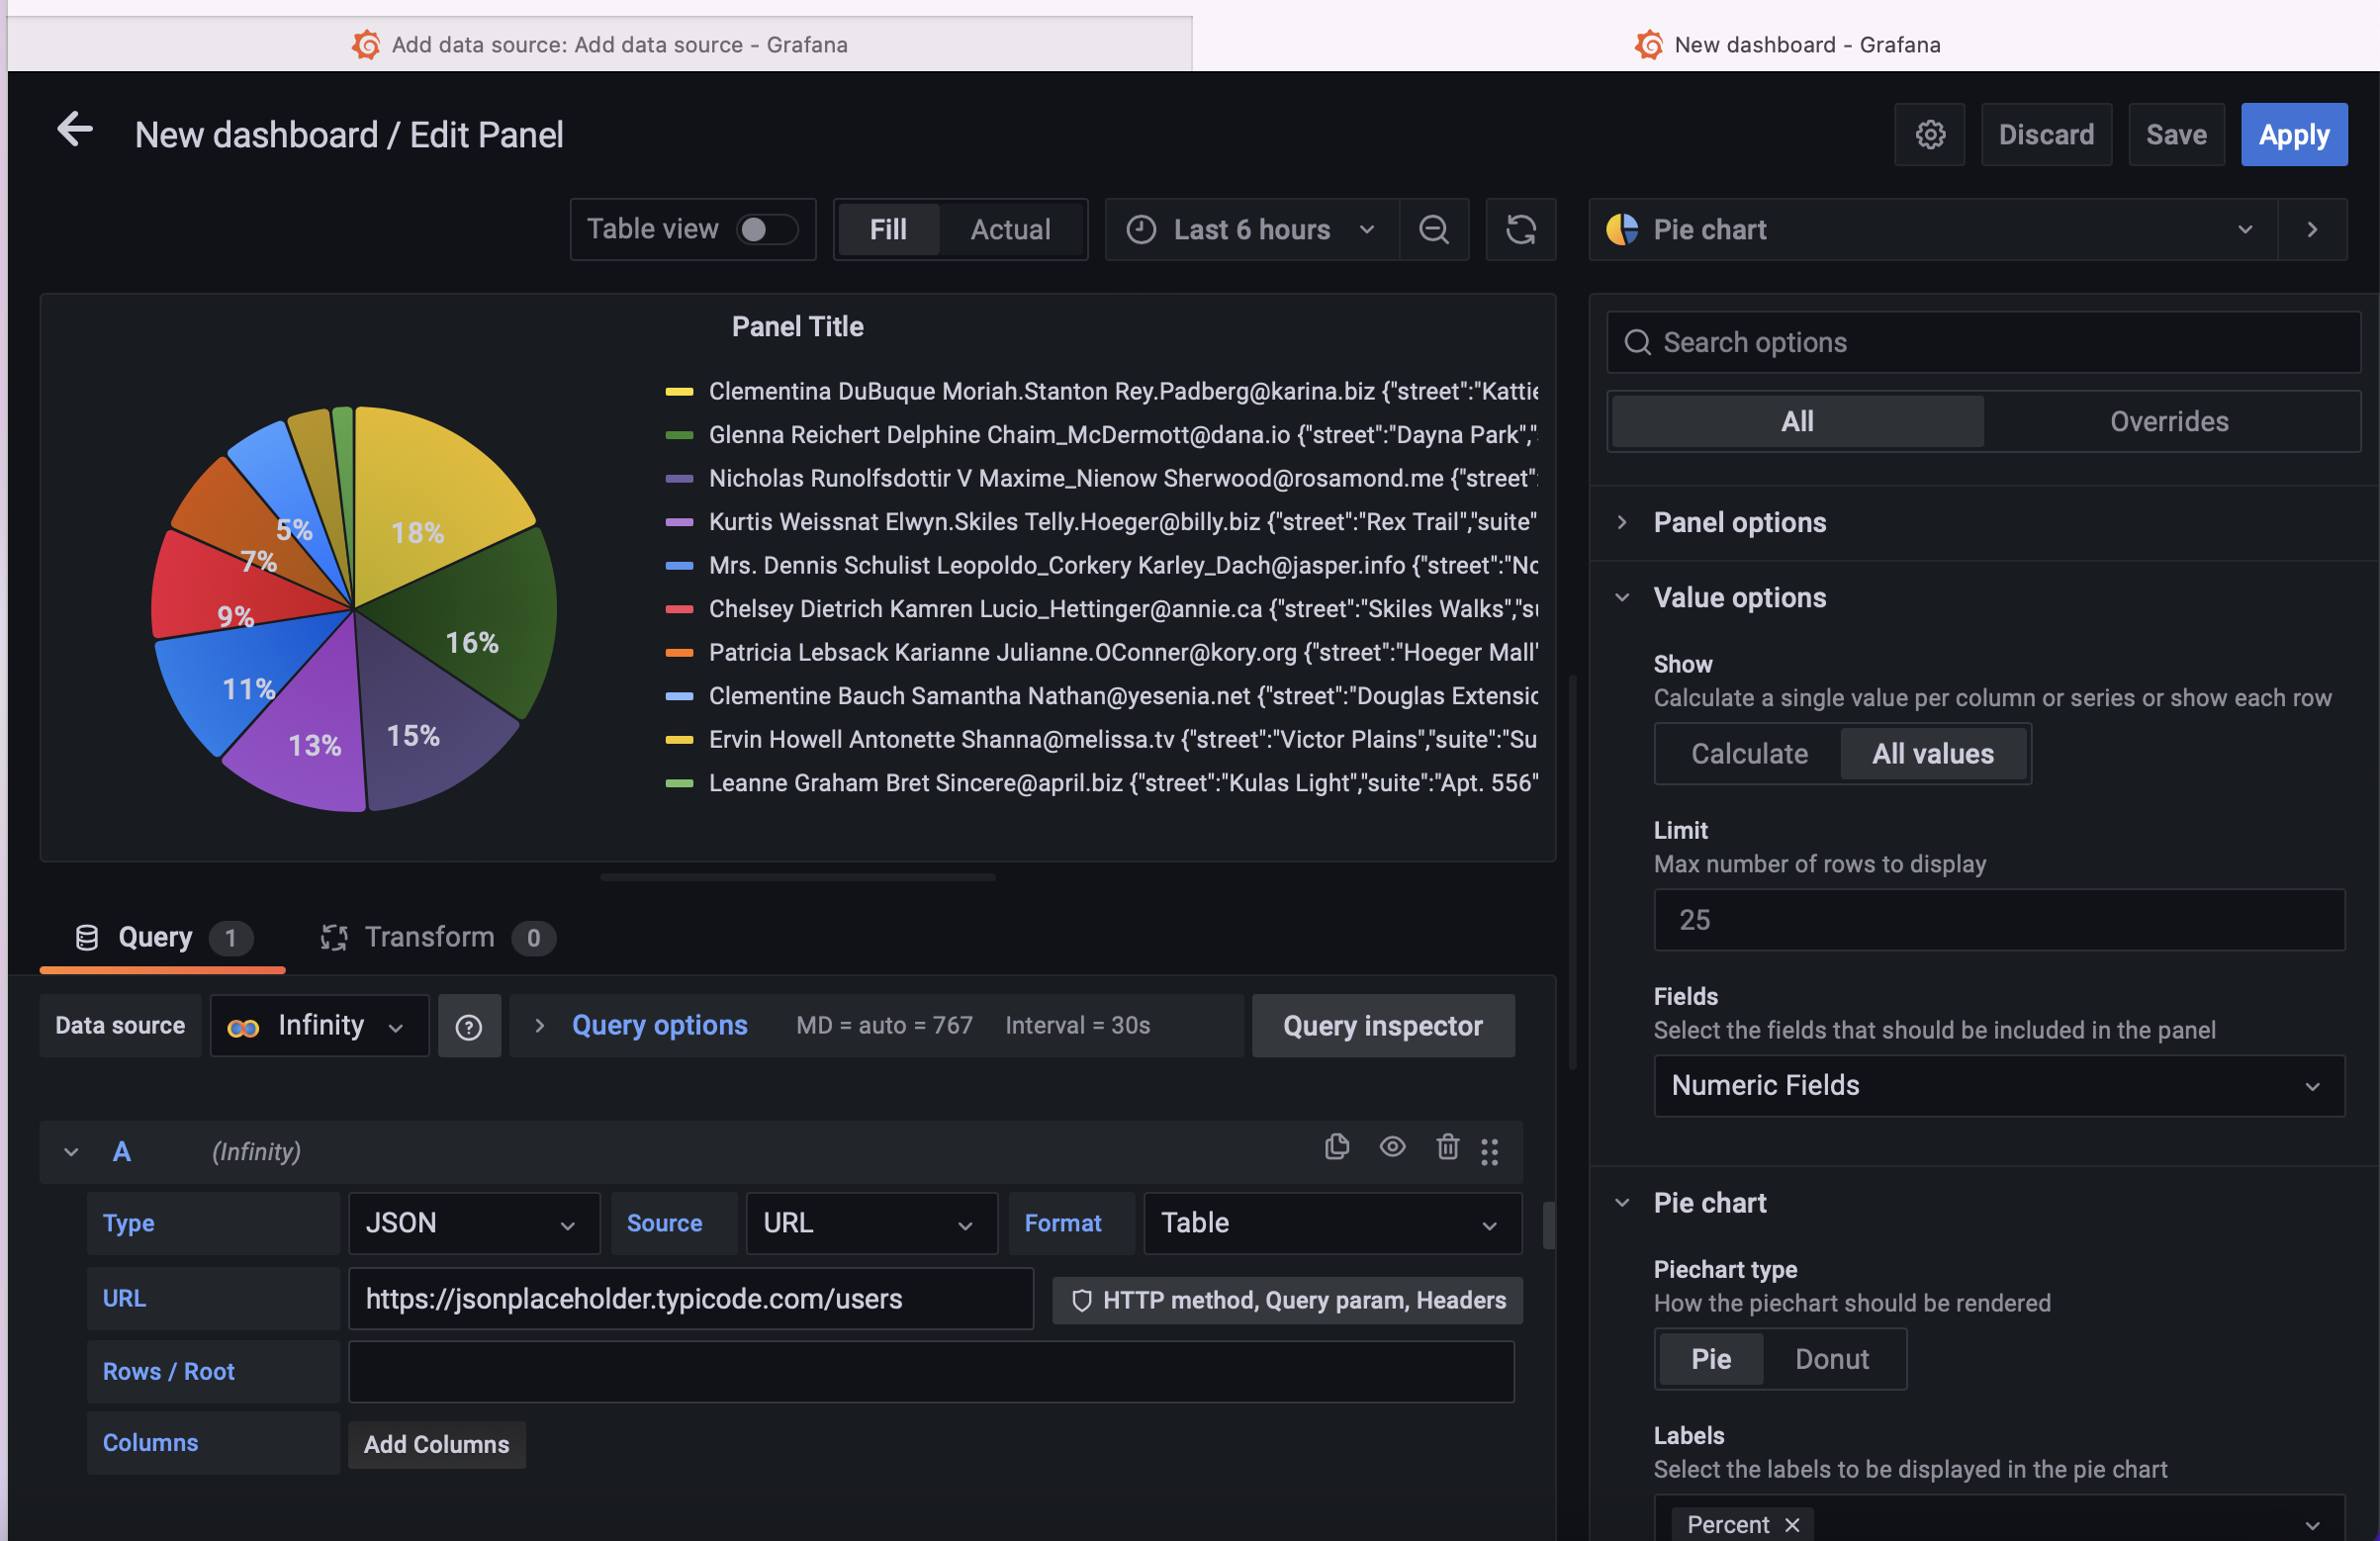 Add data source: Add data source - Grafana
New dashboard - Grafana
New dashboard / Edit Panel
Discard
Save
Apply
Table view
Fill
Actual
Last 6 hours
Pie chart
Panel Title
18%
16%
15%
13%
11%
9%
7%
5%
Clementina DuBuque Moriah.Stanton Rey.Padberg@karina.biz {"street":"Kattie
Glenna Reichert Delphine Chaim_McDermott@dana.io {"street":"Dayna Park",
Nicholas Runolfsdottir V Maxime_Nienow Sherwood@rosamond.me {"street":
Kurtis Weissnat Elwyn.Skiles Telly.Hoeger@billy.biz {"street":"Rex Trail","suite"
Mrs. Dennis Schulist Leopoldo_Corkery Karley_Dach@jasper.info {"street":"No
Chelsey Dietrich Kamren Lucio_Hettinger@annie.ca {"street":"Skiles Walks","su
Patricia Lebsack Karianne Julianne.OConner@kory.org {"street":"Hoeger Mall"
Clementine Bauch Samantha Nathan@yesenia.net {"street":"Douglas Extensio
Ervin Howell Antonette Shanna@melissa.tv {"street":"Victor Plains","suite":"Su
Leanne Graham Bret Sincere@april.biz {"street":"Kulas Light","suite":"Apt. 556"
Query 1
Transform 0
Data source
Infinity
Query options
MD = auto = 767
Interval = 30s
Query inspector
A
(Infinity)
Type
JSON
Source
URL
Format
Table
URL
https://jsonplaceholder.typicode.com/users
HTTP method, Query param, Headers
Rows / Root
Columns
Add Columns
Search options
All
Overrides
Panel options
Value options
Show
Calculate a single value per column or series or show each row
Calculate
All values
Limit
Max number of rows to display
25
Fields
Select the fields that should be included in the panel
Numeric Fields
Pie chart
Piechart type
How the piechart should be rendered
Pie
Donut
Labels
Select the labels to be displayed in the pie chart
Percent